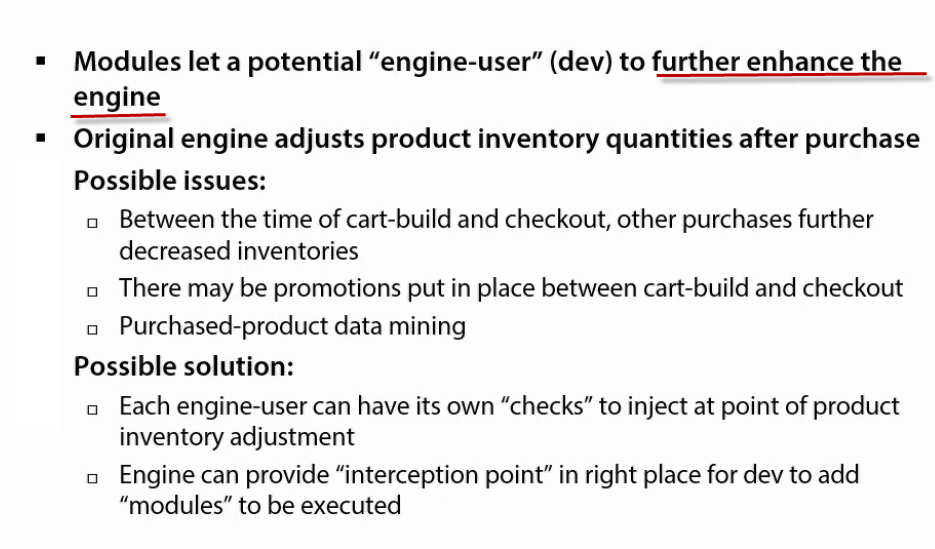 ▪ Modules let a potential “engine-user” (dev) to further enhance the
engine
▪ Original engine adjusts product inventory quantities after purchase
Possible issues:
▫ Between the time of cart-build and checkout, other purchases further
decreased inventories
▫ There may be promotions put in place between cart-build and checkout
▫ Purchased-product data mining
Possible solution:
▫ Each engine-user can have its own “checks” to inject at point of product
inventory adjustment
▫ Engine can provide “interception point” in right place for dev to add
“modules” to be executed